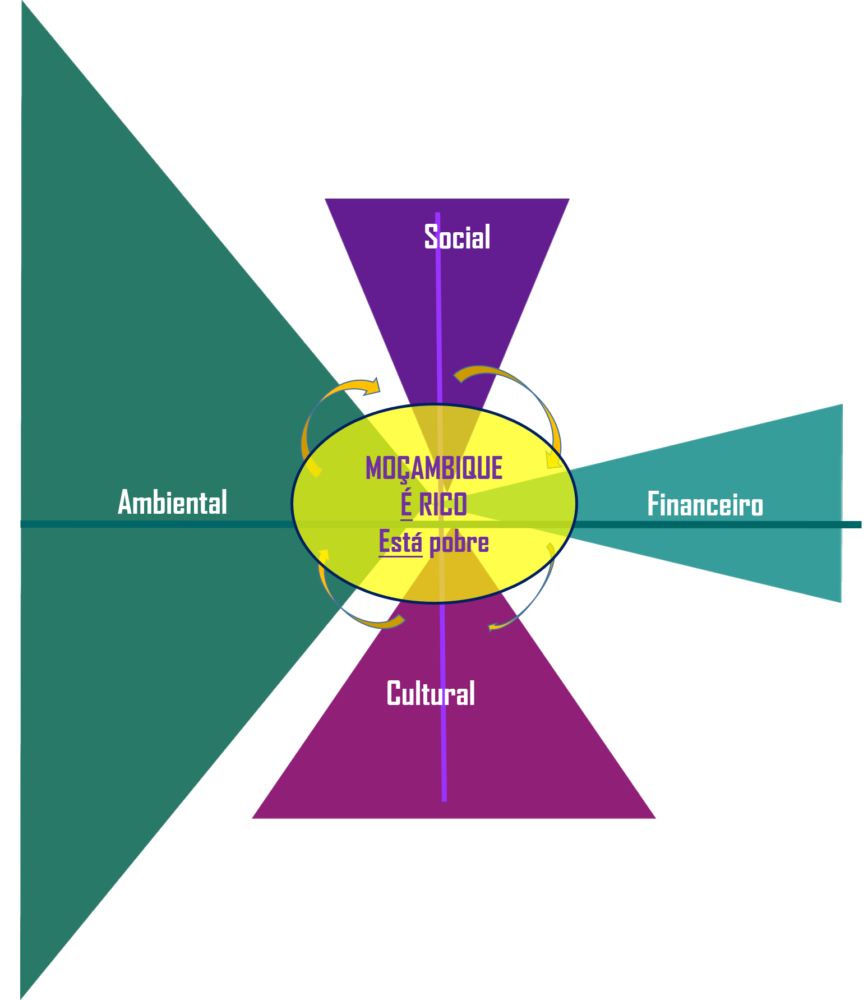 Social
MOÇAMBIQUE
É RICO
Está pobre
Ambiental
Financeiro
Cultural